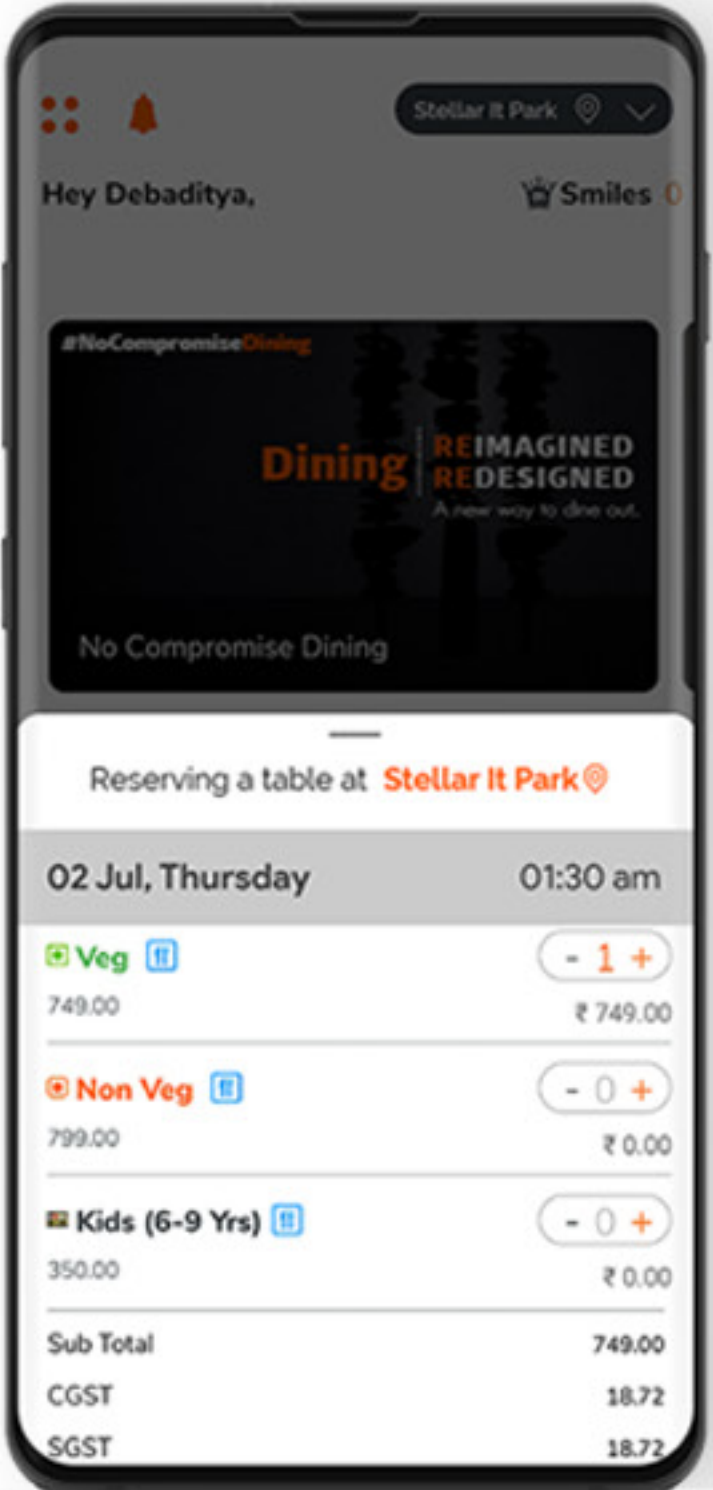 Stellar It Park
Hey Debaditya,
Smiles 0
#NoCompromiseDining
Dining
REIMAGINED
REDESIGNED
A new way to dine out.
No Compromise Dining
Reserving a table at Stellar It Park
02 Jul, Thursday 01:30 am
Veg - 1 +
749.00 ₹ 749.00
Non Veg - 0 +
799.00 ₹ 0.00
Kids (6-9 Yrs) - 0 +
350.00 ₹ 0.00
Sub Total 749.00
CGST 18.72
SGST 18.72